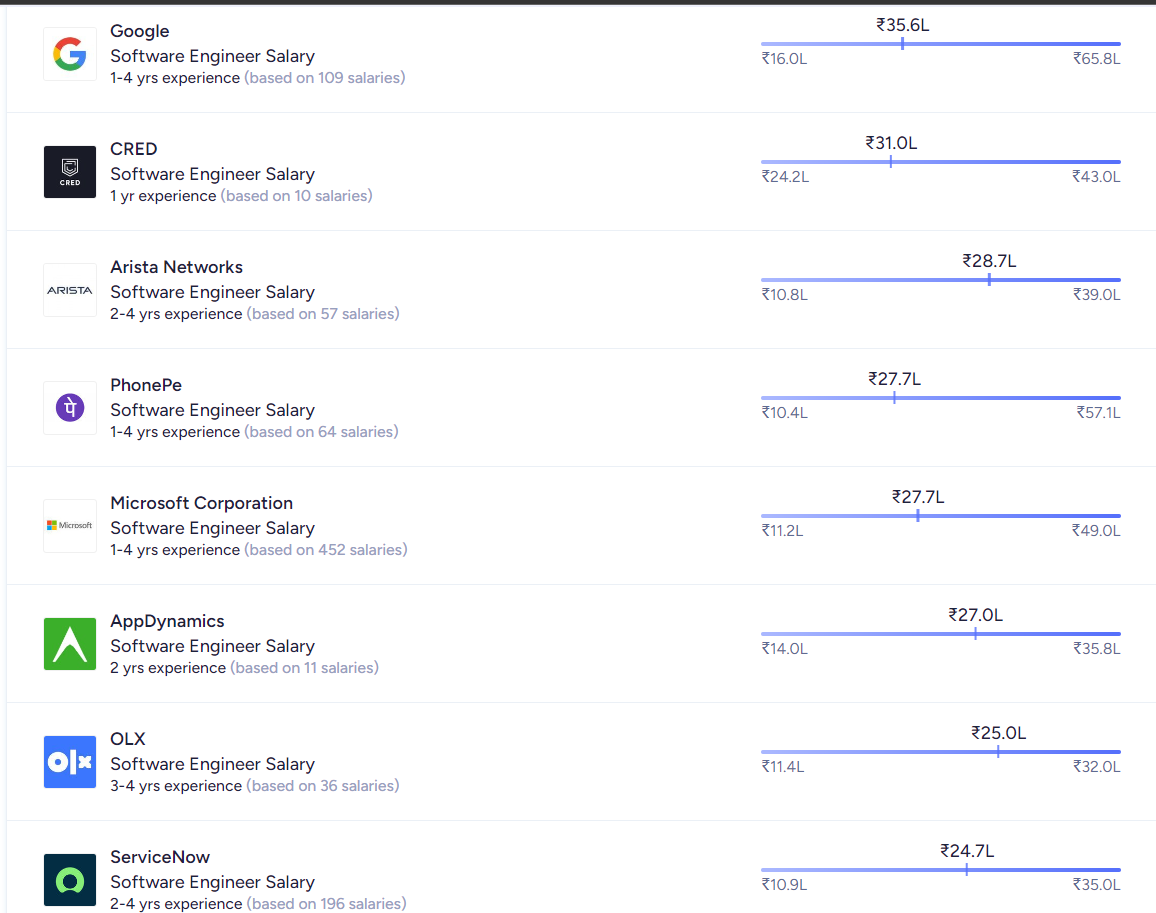 Google
Software Engineer Salary
1-4 yrs experience (based on 109 salaries)
₹35.6L
₹16.0L ₹65.8L
CRED
CRED
Software Engineer Salary
1 yr experience (based on 10 salaries)
₹31.0L
₹24.2L ₹43.0L
ARISTA
Arista Networks
Software Engineer Salary
2-4 yrs experience (based on 57 salaries)
₹28.7L
₹10.8L ₹39.0L
पे
PhonePe
Software Engineer Salary
1-4 yrs experience (based on 64 salaries)
₹27.7L
₹10.4L ₹57.1L
Microsoft
Microsoft Corporation
Software Engineer Salary
1-4 yrs experience (based on 452 salaries)
₹27.7L
₹11.2L ₹49.0L
AppDynamics
Software Engineer Salary
2 yrs experience (based on 11 salaries)
₹27.0L
₹14.0L ₹35.8L
olx
OLX
Software Engineer Salary
3-4 yrs experience (based on 36 salaries)
₹25.0L
₹11.4L ₹32.0L
ServiceNow
Software Engineer Salary
2-4 yrs experience (based on 196 salaries)
₹24.7L
₹10.9L ₹35.0L